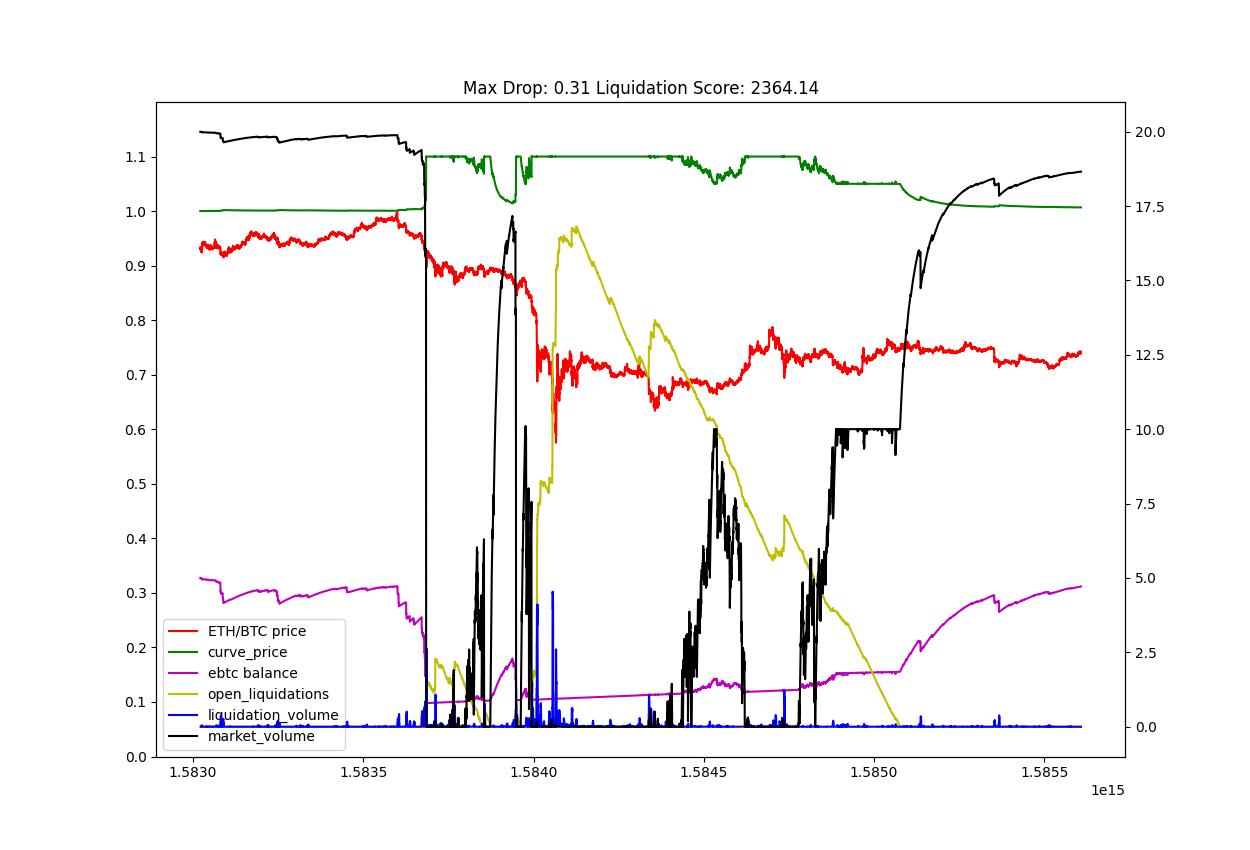 Max Drop: 0.31 Liquidation Score: 2364.14
1.1
1.0
0.9
0.8
0.7
0.6
0.5
0.4
0.3
0.2
0.1
0.0
20.0
17.5
15.0
12.5
10.0
7.5
5.0
2.5
0.0
ETH/BTC price
curve_price
ebtc balance
open_liquidations
liquidation_volume
market_volume
1.5830 1.5835 1.5840 1.5845 1.5850 1.5855
1e15